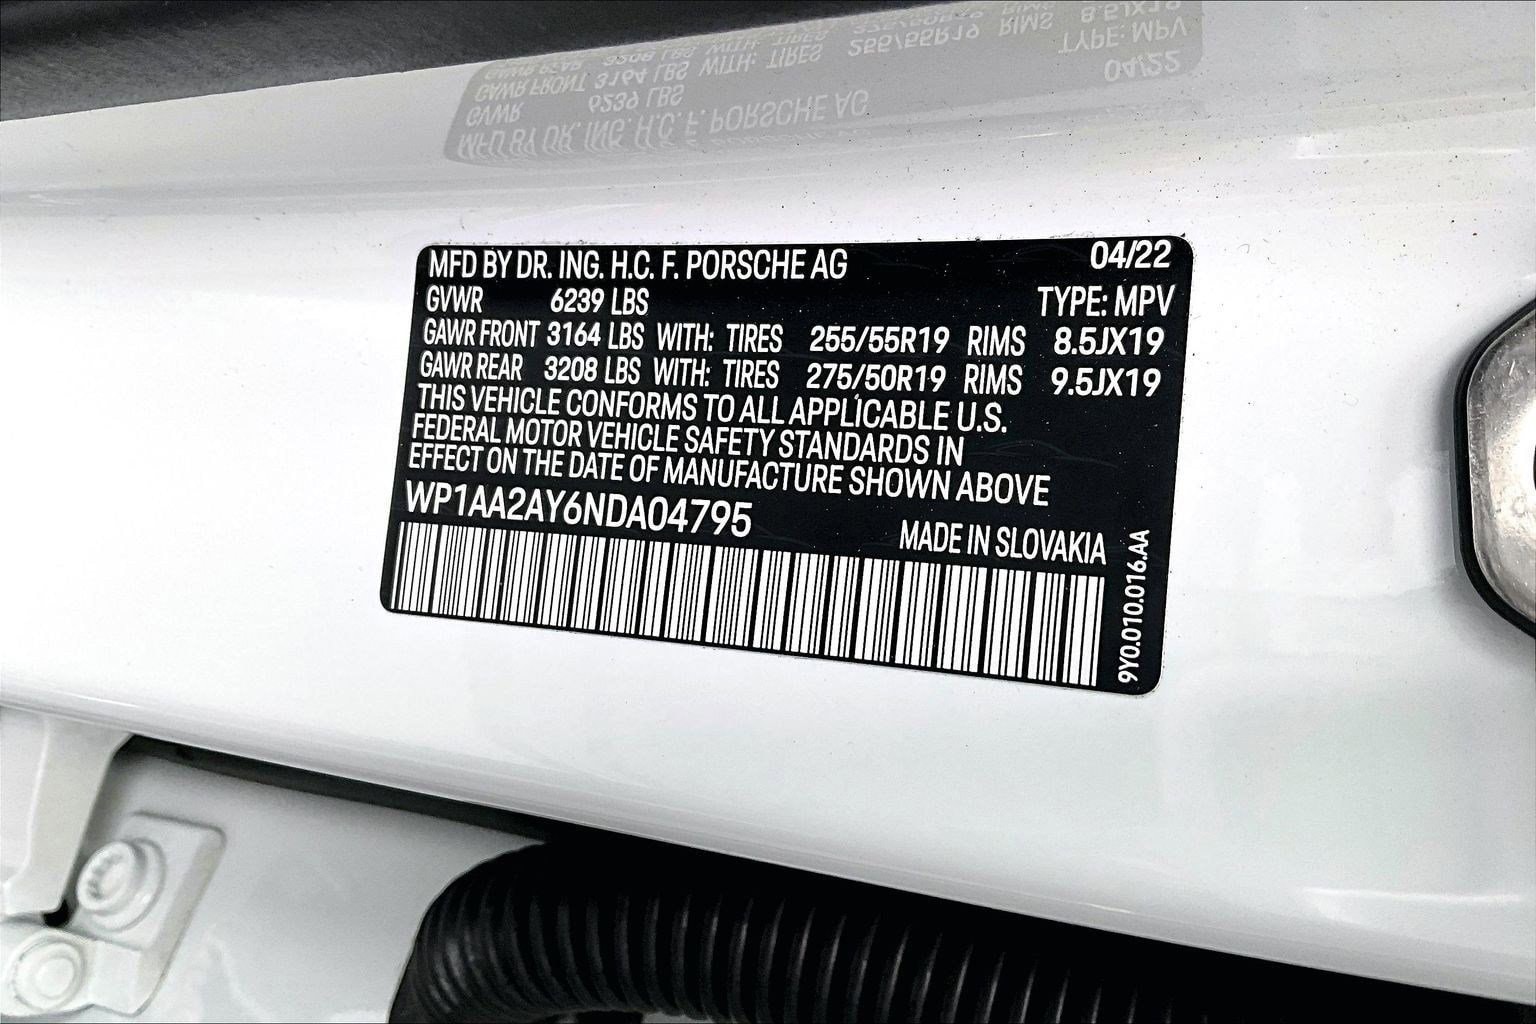 MFD BY DR. ING. H.C. F. PORSCHE AG 04/22
GVWR 6239 LBS TYPE: MPV
GAWR FRONT 3164 LBS WITH: TIRES 255/55R19 RIMS 8.5JX19
GAWR REAR 3208 LBS WITH: TIRES 275/50R19 RIMS 9.5JX19
THIS VEHICLE CONFORMS TO ALL APPLICABLE U.S.
FEDERAL MOTOR VEHICLE SAFETY STANDARDS IN
EFFECT ON THE DATE OF MANUFACTURE SHOWN ABOVE
WP1AA2AY6NDA04795
MADE IN SLOVAKIA
9Y0.010.016.AA